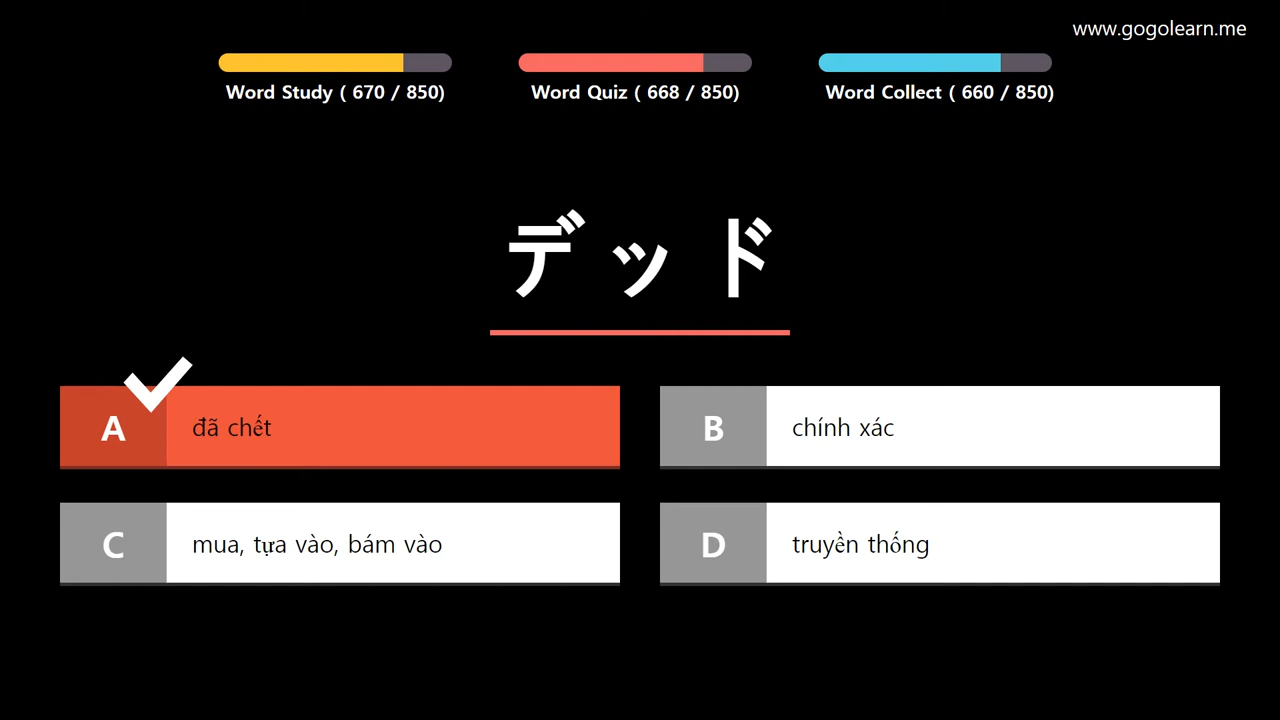 www.gogolearn.me
Word Study ( 670 / 850)
Word Quiz ( 668 / 850)
Word Collect ( 660 / 850)
デッド
A đã chết
B chính xác
C mua, tựa vào, bám vào
D truyền thống